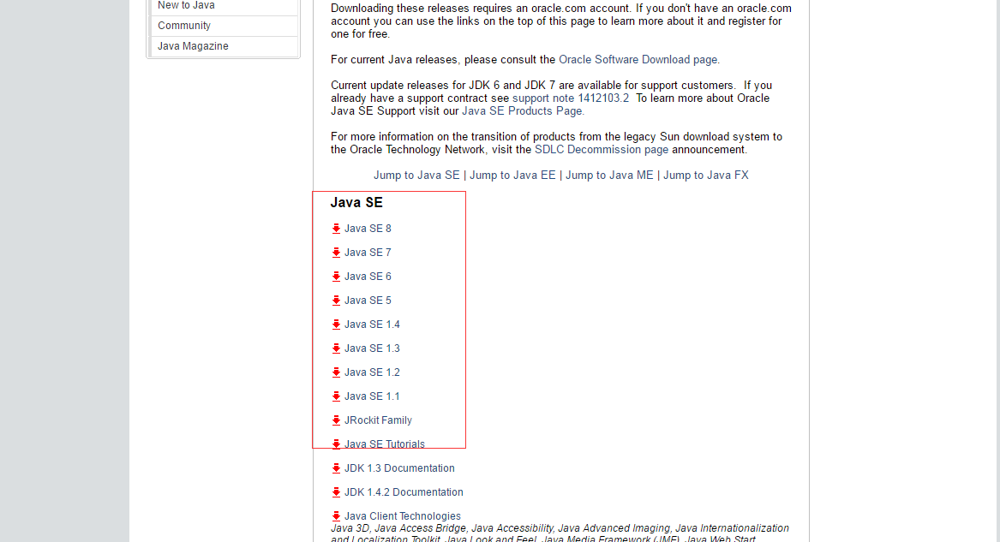 New to Java
Community
Java Magazine
Downloading these releases requires an oracle.com account. If you don't have an oracle.com
account you can use the links on the top of this page to learn more about it and register for
one for free.
For current Java releases, please consult the Oracle Software Download page.
Current update releases for JDK 6 and JDK 7 are available for support customers.  If you
already have a support contract see support note 1412103.2  To learn more about Oracle
Java SE Support visit our Java SE Products Page.
For more information on the transition of products from the legacy Sun download system to
the Oracle Technology Network, visit the SDLC Decommission page announcement.
Jump to Java SE | Jump to Java EE | Jump to Java ME | Jump to Java FX
Java SE
Java SE 8
Java SE 7
Java SE 6
Java SE 5
Java SE 1.4
Java SE 1.3
Java SE 1.2
Java SE 1.1
JRockit Family
Java SE Tutorials
JDK 1.3 Documentation
JDK 1.4.2 Documentation
Java Client Technologies
Java 3D, Java Access Bridge, Java Accessibility, Java Advanced Imaging, Java Internationalization
and Localization Toolkit, Java Look and Feel, Java Media Framework (JMF), Java Web Start